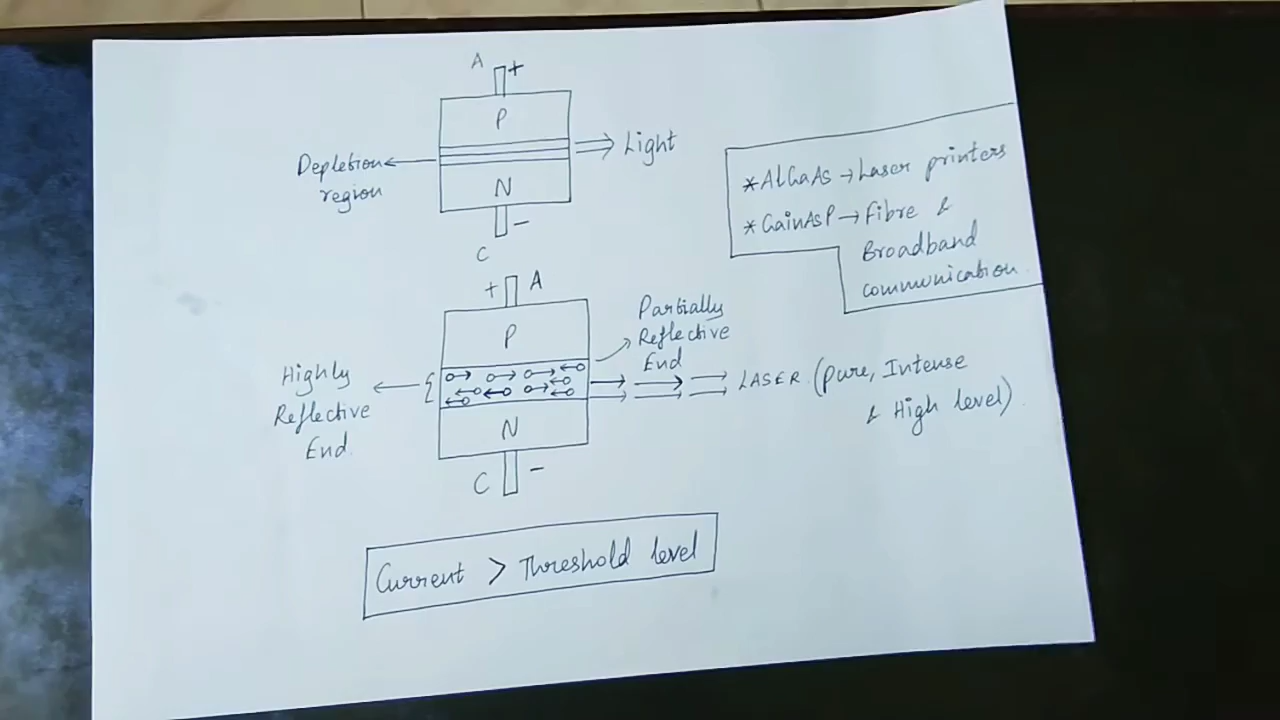 A +
P
Depletion
region
Light
N
C -
*AlGaAs → Laser printers
*GainAsP → Fibre &
Broadband
communication
+ A
P
Partially
Reflective
End
Highly
Reflective
End
LASER (pure, Intense
& High level)
N
C -
Current > Threshold level